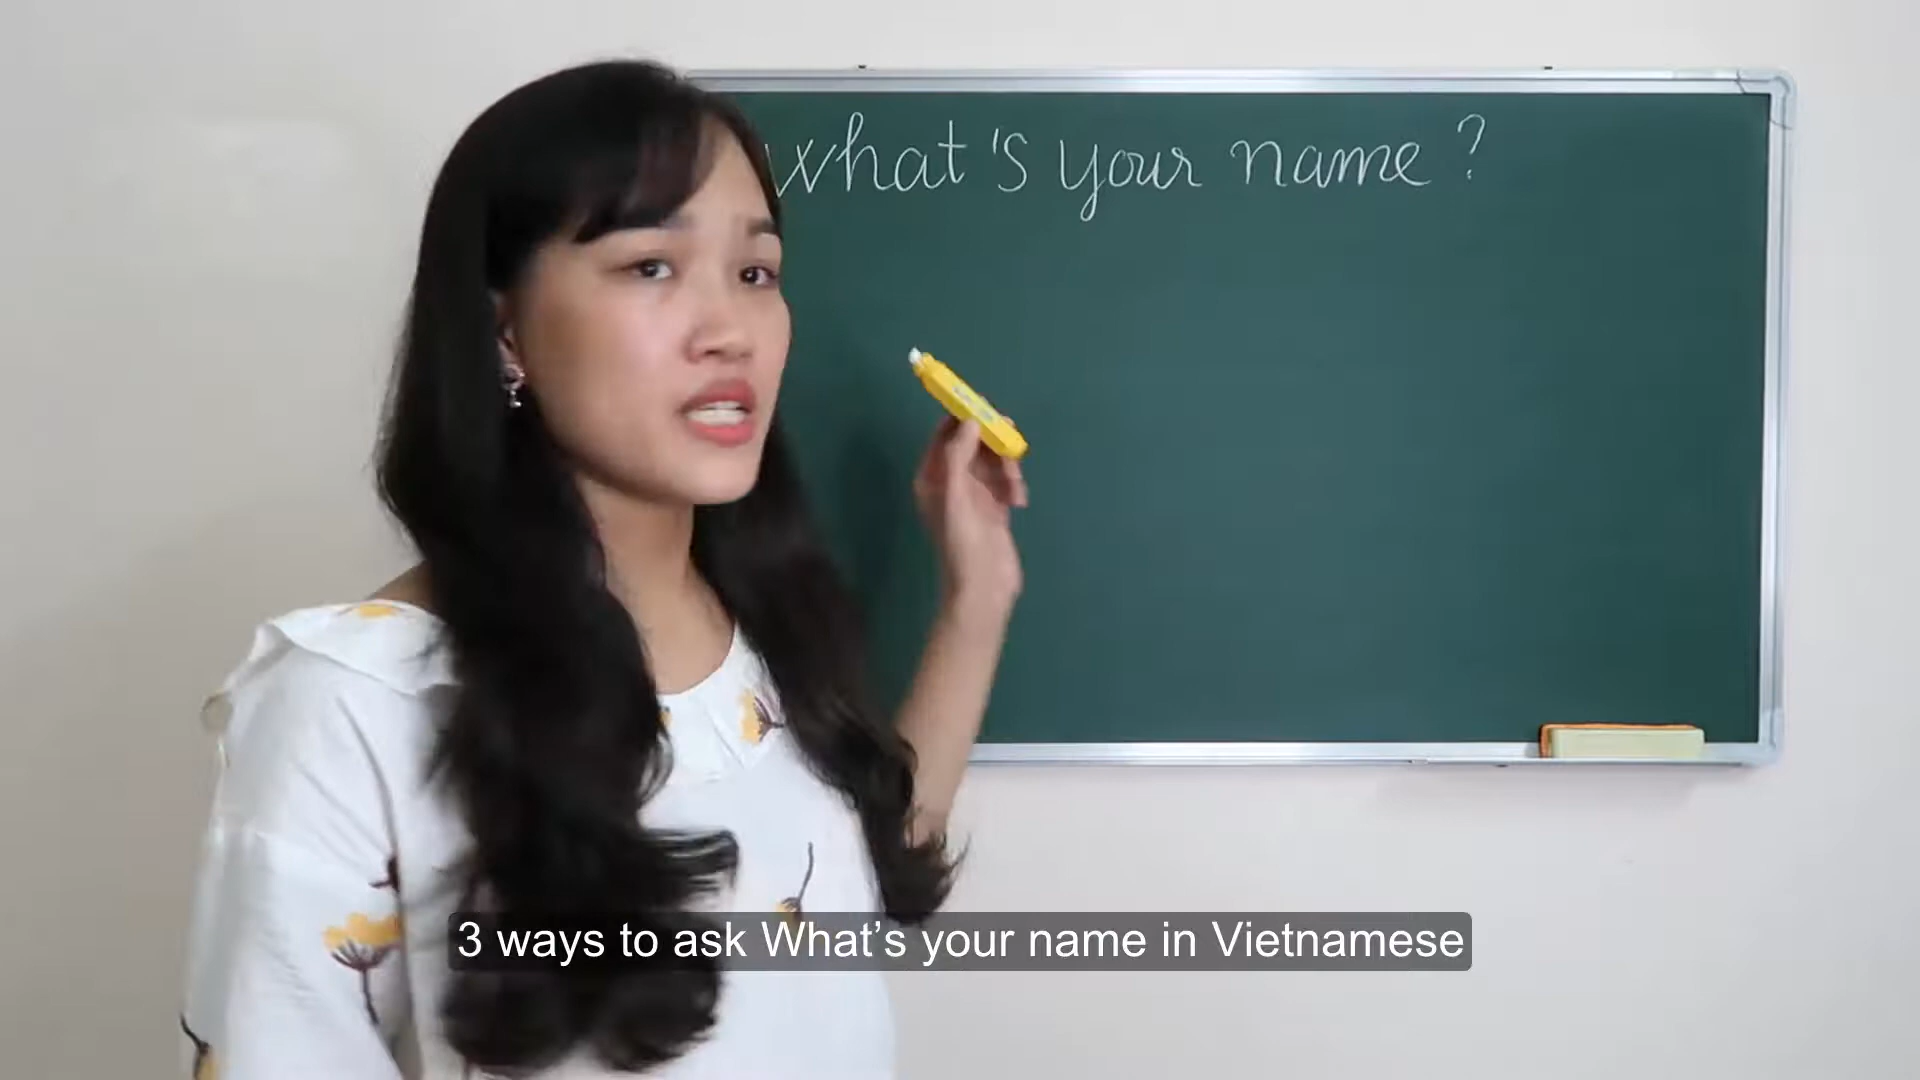 what's your name?
3 ways to ask What’s your name in Vietnamese